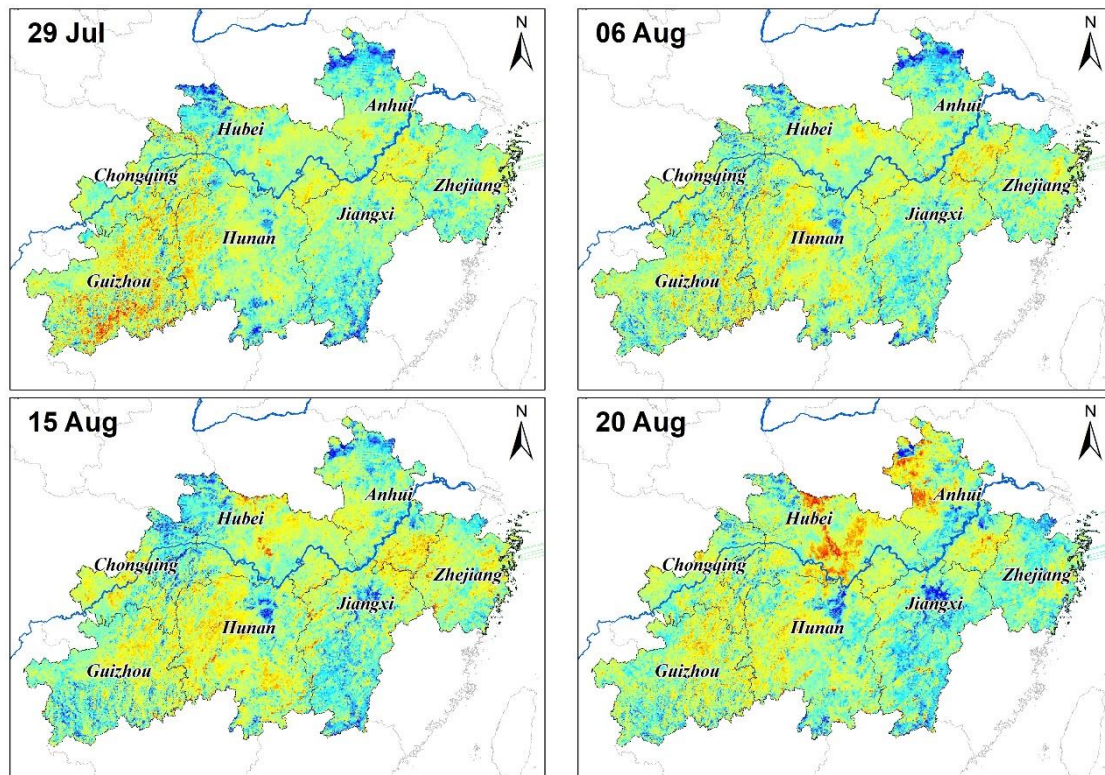 29 Jul
N
Anhui
Hubei
Chongqing
Zhejiang
Jiangxi
Hunan
Guizhou
06 Aug
N
Anhui
Hubei
Chongqing
Zhejiang
Jiangxi
Hunan
Guizhou
15 Aug
N
Anhui
Hubei
Chongqing
Zhejiang
Jiangxi
Hunan
Guizhou
20 Aug
N
Anhui
Hubei
Chongqing
Zhejiang
Jiangxi
Hunan
Guizhou